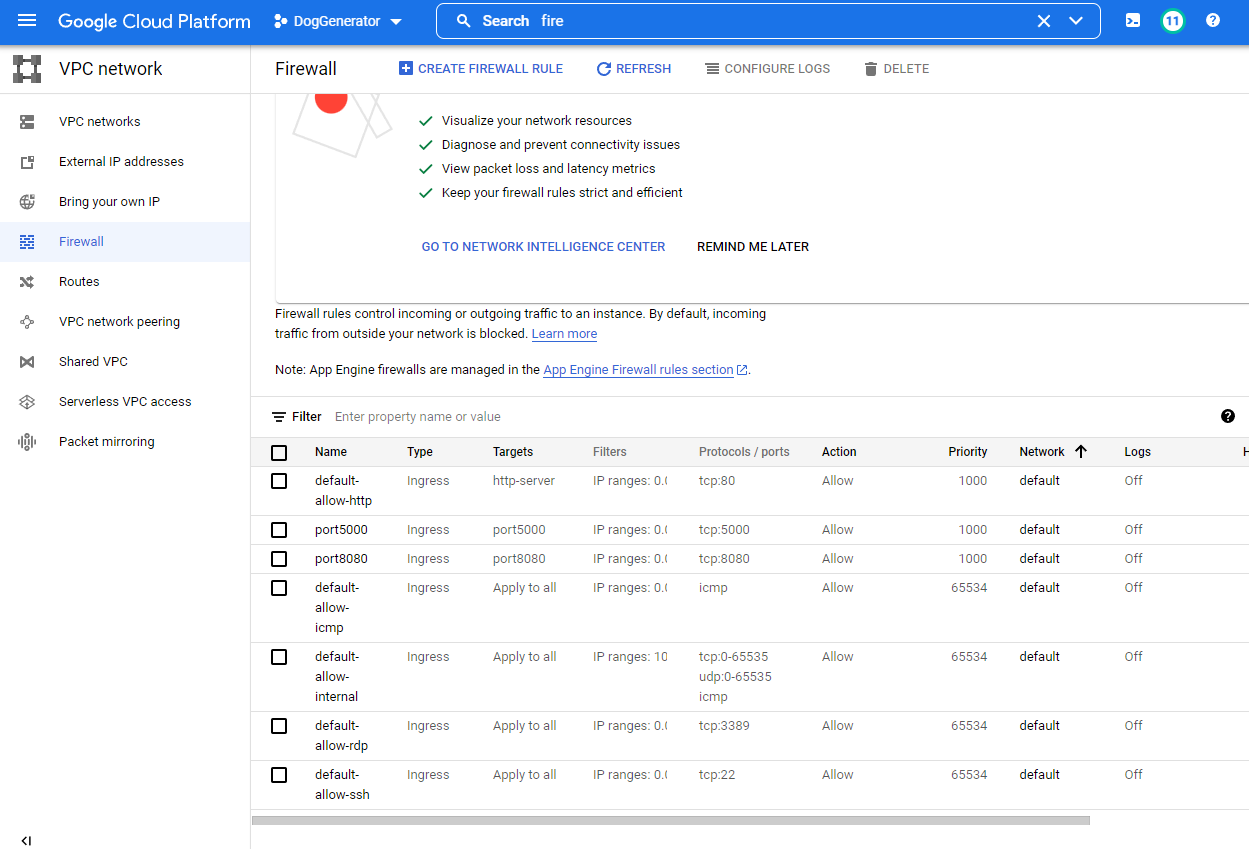 Google Cloud Platform DogGenerator Search fire 11
VPC network
Firewall CREATE FIREWALL RULE REFRESH CONFIGURE LOGS DELETE
VPC networks
External IP addresses
Bring your own IP
Firewall
Routes
VPC network peering
Shared VPC
Serverless VPC access
Packet mirroring
Visualize your network resources
Diagnose and prevent connectivity issues
View packet loss and latency metrics
Keep your firewall rules strict and efficient
GO TO NETWORK INTELLIGENCE CENTER REMIND ME LATER
Firewall rules control incoming or outgoing traffic to an instance. By default, incoming
traffic from outside your network is blocked. Learn more
Note: App Engine firewalls are managed in the App Engine Firewall rules section.
Filter Enter property name or value
Name Type Targets Filters Protocols / ports Action Priority Network Logs H
default- Ingress http-server IP ranges: 0.0 tcp:80 Allow 1000 default Off
allow-http
port5000 Ingress port5000 IP ranges: 0.0 tcp:5000 Allow 1000 default Off
port8080 Ingress port8080 IP ranges: 0.0 tcp:8080 Allow 1000 default Off
default- Ingress Apply to all IP ranges: 0.0 icmp Allow 65534 default Off
allow-
icmp
default- Ingress Apply to all IP ranges: 10 tcp:0-65535 Allow 65534 default Off
allow- udp:0-65535
internal icmp
default- Ingress Apply to all IP ranges: 0.0 tcp:3389 Allow 65534 default Off
allow-rdp
default- Ingress Apply to all IP ranges: 0.0 tcp:22 Allow 65534 default Off
allow-ssh